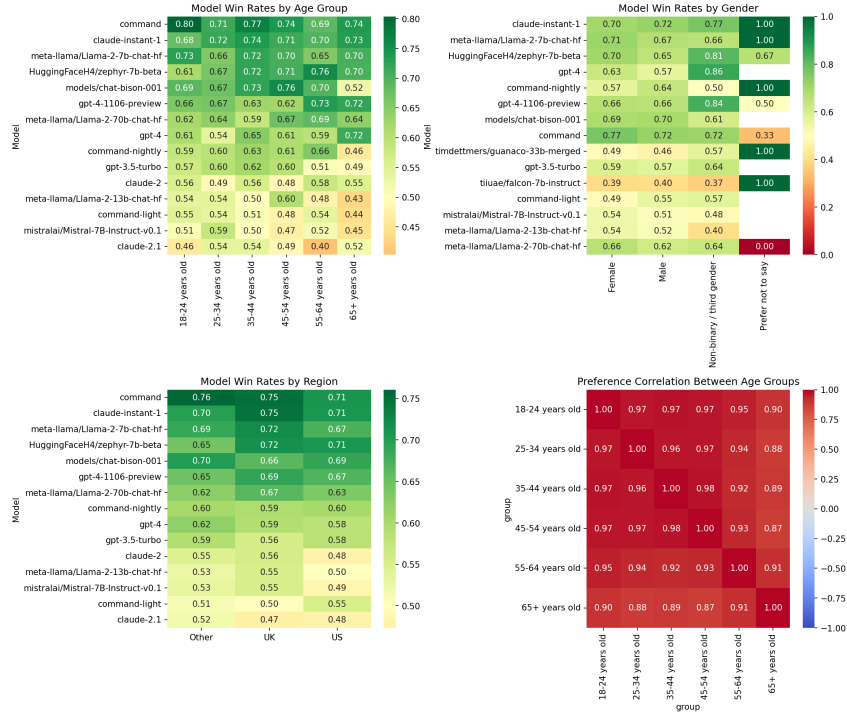 Model Win Rates by Age Group
Model
command 0.80 0.71 0.77 0.74 0.69 0.74
claude-instant-1 0.68 0.72 0.74 0.71 0.70 0.73
meta-llama/Llama-2-7b-chat-hf 0.73 0.66 0.72 0.70 0.65 0.70
HuggingFaceH4/zephyr-7b-beta 0.61 0.67 0.72 0.71 0.76 0.70
models/chat-bison-001 0.69 0.67 0.73 0.76 0.70 0.52
gpt-4-1106-preview 0.66 0.67 0.63 0.62 0.73 0.72
meta-llama/Llama-2-70b-chat-hf 0.62 0.64 0.59 0.67 0.69 0.64
gpt-4 0.61 0.54 0.65 0.61 0.59 0.72
command-nightly 0.59 0.60 0.63 0.61 0.66 0.46
gpt-3.5-turbo 0.57 0.60 0.62 0.60 0.51 0.49
claude-2 0.56 0.49 0.56 0.48 0.58 0.55
meta-llama/Llama-2-13b-chat-hf 0.54 0.54 0.50 0.60 0.48 0.43
command-light 0.55 0.54 0.51 0.48 0.54 0.44
mistralai/Mistral-7B-Instruct-v0.1 0.51 0.59 0.50 0.47 0.52 0.45
claude-2.1 0.46 0.54 0.54 0.49 0.40 0.52
18-24 years old
25-34 years old
35-44 years old
45-54 years old
55-64 years old
65+ years old
0.80
0.75
0.70
0.65
0.60
0.55
0.50
0.45
Model Win Rates by Gender
Model
claude-instant-1 0.70 0.72 0.77 1.00
meta-llama/Llama-2-7b-chat-hf 0.71 0.67 0.66 1.00
HuggingFaceH4/zephyr-7b-beta 0.70 0.65 0.81 0.67
gpt-4 0.63 0.57 0.86
command-nightly 0.57 0.64 0.50 1.00
gpt-4-1106-preview 0.66 0.66 0.84 0.50
models/chat-bison-001 0.69 0.70 0.61
command 0.77 0.72 0.72 0.33
timdettmers/guanaco-33b-merged 0.49 0.46 0.57 1.00
gpt-3.5-turbo 0.59 0.57 0.64
tiiuae/falcon-7b-instruct 0.39 0.40 0.37 1.00
command-light 0.49 0.55 0.57
mistralai/Mistral-7B-Instruct-v0.1 0.54 0.51 0.48
meta-llama/Llama-2-13b-chat-hf 0.54 0.52 0.40
meta-llama/Llama-2-70b-chat-hf 0.66 0.62 0.64 0.00
Female
Male
Non-binary / third gender
Prefer not to say
1.0
0.8
0.6
0.4
0.2
0.0
Model Win Rates by Region
Model
command 0.76 0.75 0.71
claude-instant-1 0.70 0.75 0.71
meta-llama/Llama-2-7b-chat-hf 0.69 0.72 0.67
HuggingFaceH4/zephyr-7b-beta 0.65 0.72 0.71
models/chat-bison-001 0.70 0.66 0.69
gpt-4-1106-preview 0.65 0.69 0.67
meta-llama/Llama-2-70b-chat-hf 0.62 0.67 0.63
command-nightly 0.60 0.59 0.60
gpt-4 0.62 0.59 0.58
gpt-3.5-turbo 0.59 0.56 0.58
claude-2 0.55 0.56 0.48
meta-llama/Llama-2-13b-chat-hf 0.53 0.55 0.50
mistralai/Mistral-7B-Instruct-v0.1 0.53 0.55 0.49
command-light 0.51 0.50 0.55
claude-2.1 0.52 0.47 0.48
Other UK US
0.75
0.70
0.65
0.60
0.55
0.50
Preference Correlation Between Age Groups
group
18-24 years old 1.00 0.97 0.97 0.97 0.95 0.90
25-34 years old 0.97 1.00 0.96 0.97 0.94 0.88
35-44 years old 0.97 0.96 1.00 0.98 0.92 0.89
45-54 years old 0.97 0.97 0.98 1.00 0.93 0.87
55-64 years old 0.95 0.94 0.92 0.93 1.00 0.91
65+ years old 0.90 0.88 0.89 0.87 0.91 1.00
18-24 years old
25-34 years old
35-44 years old
45-54 years old
55-64 years old
65+ years old
group
1.00
0.75
0.50
0.25
0.00
−0.25
−0.50
−0.75
−1.00